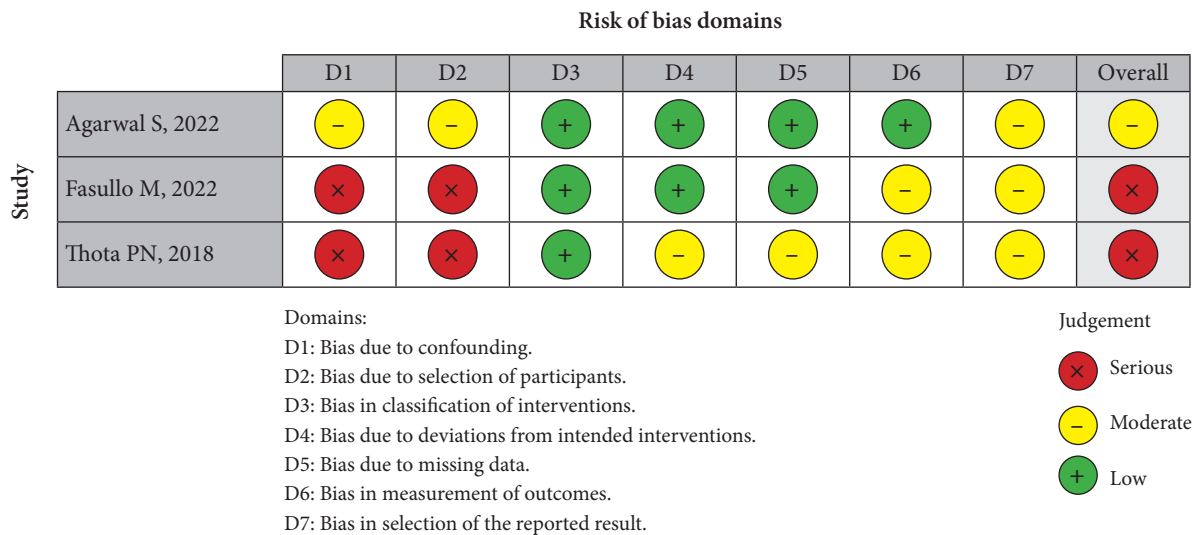 Risk of bias domains
D1 D2 D3 D4 D5 D6 D7 Overall
Study
Agarwal S, 2022 – – + + + + – –
Fasullo M, 2022 × × + + + – – ×
Thota PN, 2018 × × + – – – – ×
Domains:
D1: Bias due to confounding.
D2: Bias due to selection of participants.
D3: Bias in classification of interventions.
D4: Bias due to deviations from intended interventions.
D5: Bias due to missing data.
D6: Bias in measurement of outcomes.
D7: Bias in selection of the reported result.
Judgement
× Serious
– Moderate
+ Low